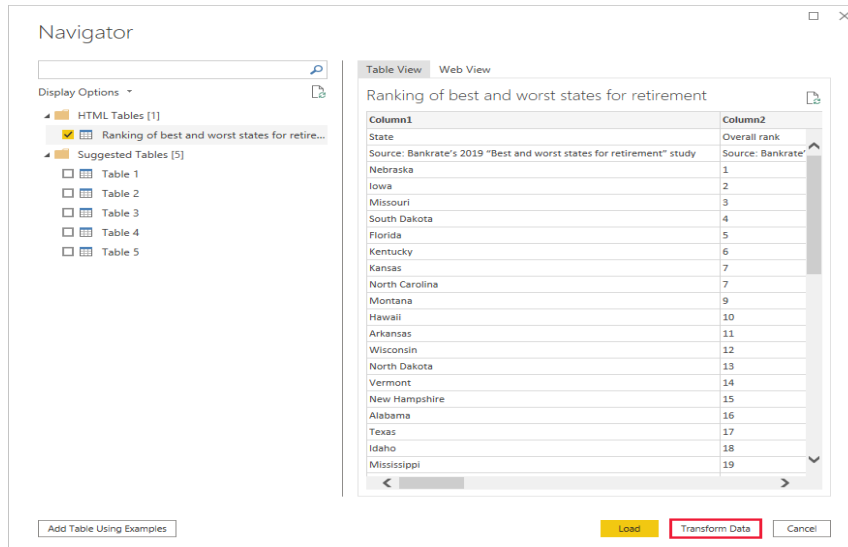 Navigator
Display Options
HTML Tables [1]
Ranking of best and worst states for retire...
Suggested Tables [5]
Table 1
Table 2
Table 3
Table 4
Table 5
Table View Web View
Ranking of best and worst states for retirement
Column1 Column2
State Overall rank
Source: Bankrate's 2019 "Best and worst states for retirement" study Source: Bankrate'
Nebraska 1
Iowa 2
Missouri 3
South Dakota 4
Florida 5
Kentucky 6
Kansas 7
North Carolina 7
Montana 9
Hawaii 10
Arkansas 11
Wisconsin 12
North Dakota 13
Vermont 14
New Hampshire 15
Alabama 16
Texas 17
Idaho 18
Mississippi 19
Add Table Using Examples Load Transform Data Cancel